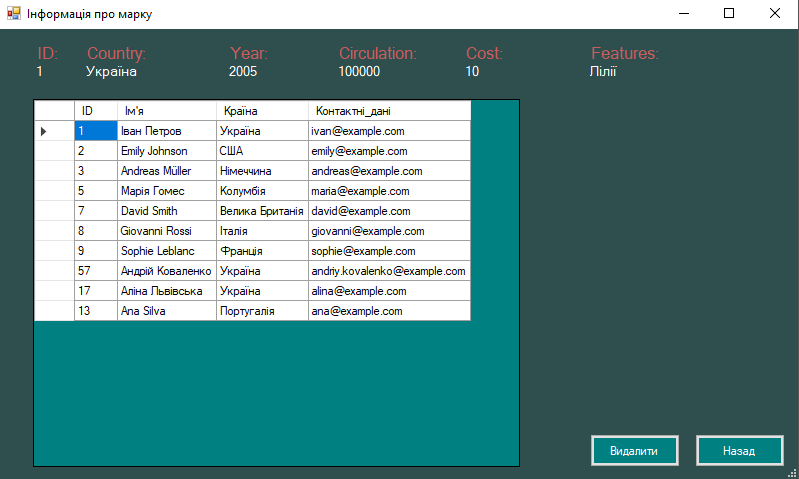 Інформація про марку
ID: Country: Year: Circulation: Cost: Features:
1 Україна 2005 100000 10 Лілії
ID Ім'я Країна Контактні_дані
1 Іван Петров Україна ivan@example.com
2 Emily Johnson США emily@example.com
3 Andreas Müller Німеччина andreas@example.com
5 Марія Гомес Колумбія maria@example.com
7 David Smith Велика Британія david@example.com
8 Giovanni Rossi Італія giovanni@example.com
9 Sophie Leblanc Франція sophie@example.com
57 Андрій Коваленко Україна andriy.kovalenko@example.com
17 Аліна Львівська Україна alina@example.com
13 Ana Silva Португалія ana@example.com
Видалити Назад